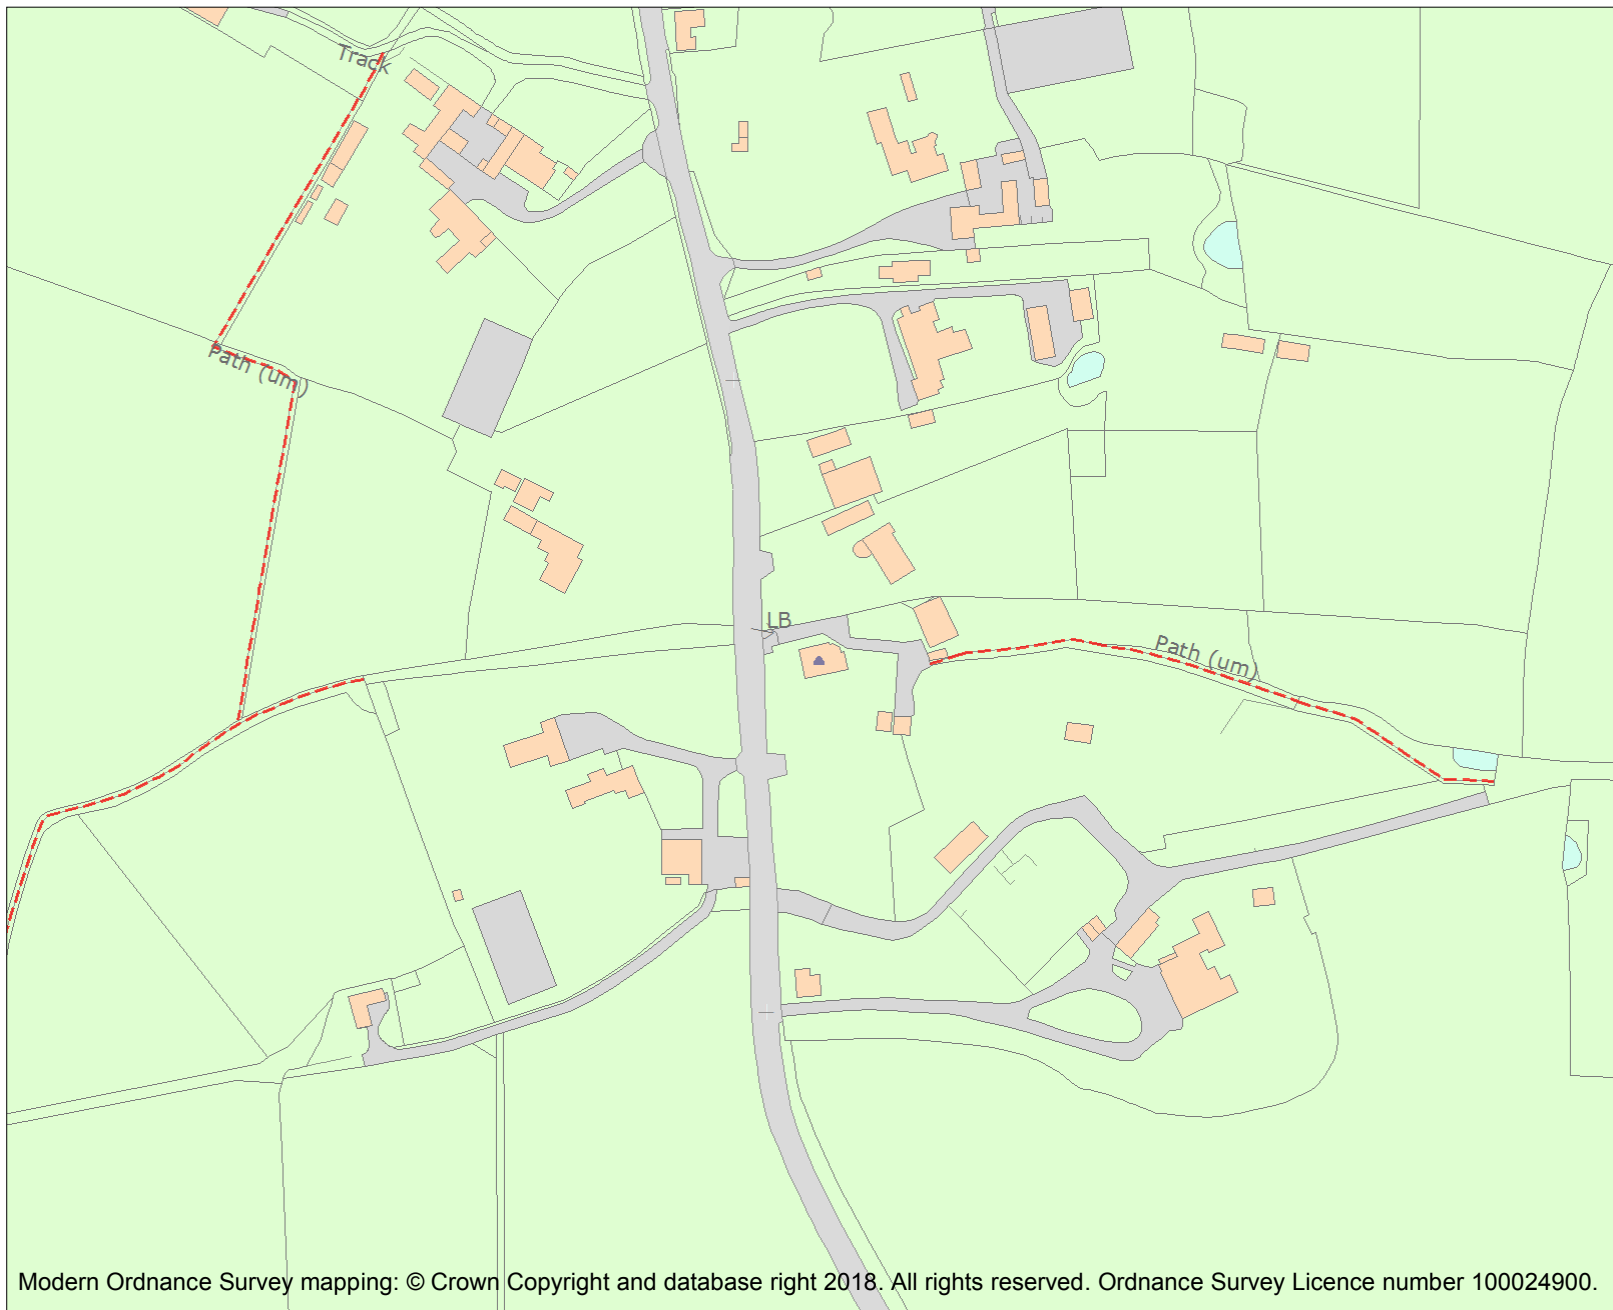 Track
Path (um)
LB
Path (um)
Modern Ordnance Survey mapping: © Crown Copyright and database right 2018. All rights reserved. Ordnance Survey Licence number 100024900.